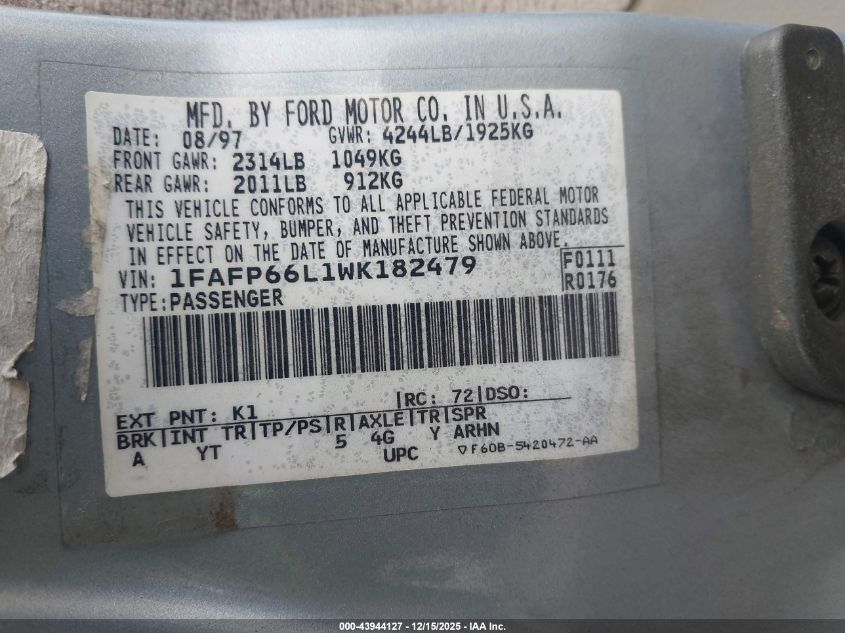 MFD. BY FORD MOTOR CO. IN U.S.A.
DATE: 08/97 GVWR: 4244LB/1925KG
FRONT GAWR: 2314LB 1049KG
REAR GAWR: 2011LB 912KG
THIS VEHICLE CONFORMS TO ALL APPLICABLE FEDERAL MOTOR
VEHICLE SAFETY, BUMPER, AND THEFT PREVENTION STANDARDS
IN EFFECT ON THE DATE OF MANUFACTURE SHOWN ABOVE.
VIN: 1FAFP66L1WK182479 F0111
TYPE: PASSENGER R0176
EXT PNT: K1 |RC: 72|DSO:
BRK|INT TR|TP/PS|R|AXLE|TR|SPR
A YT 5 4G Y ARHN
UPC ▽F60B-5420472-AA
000-43944127 - 12/15/2025 - IAA Inc.